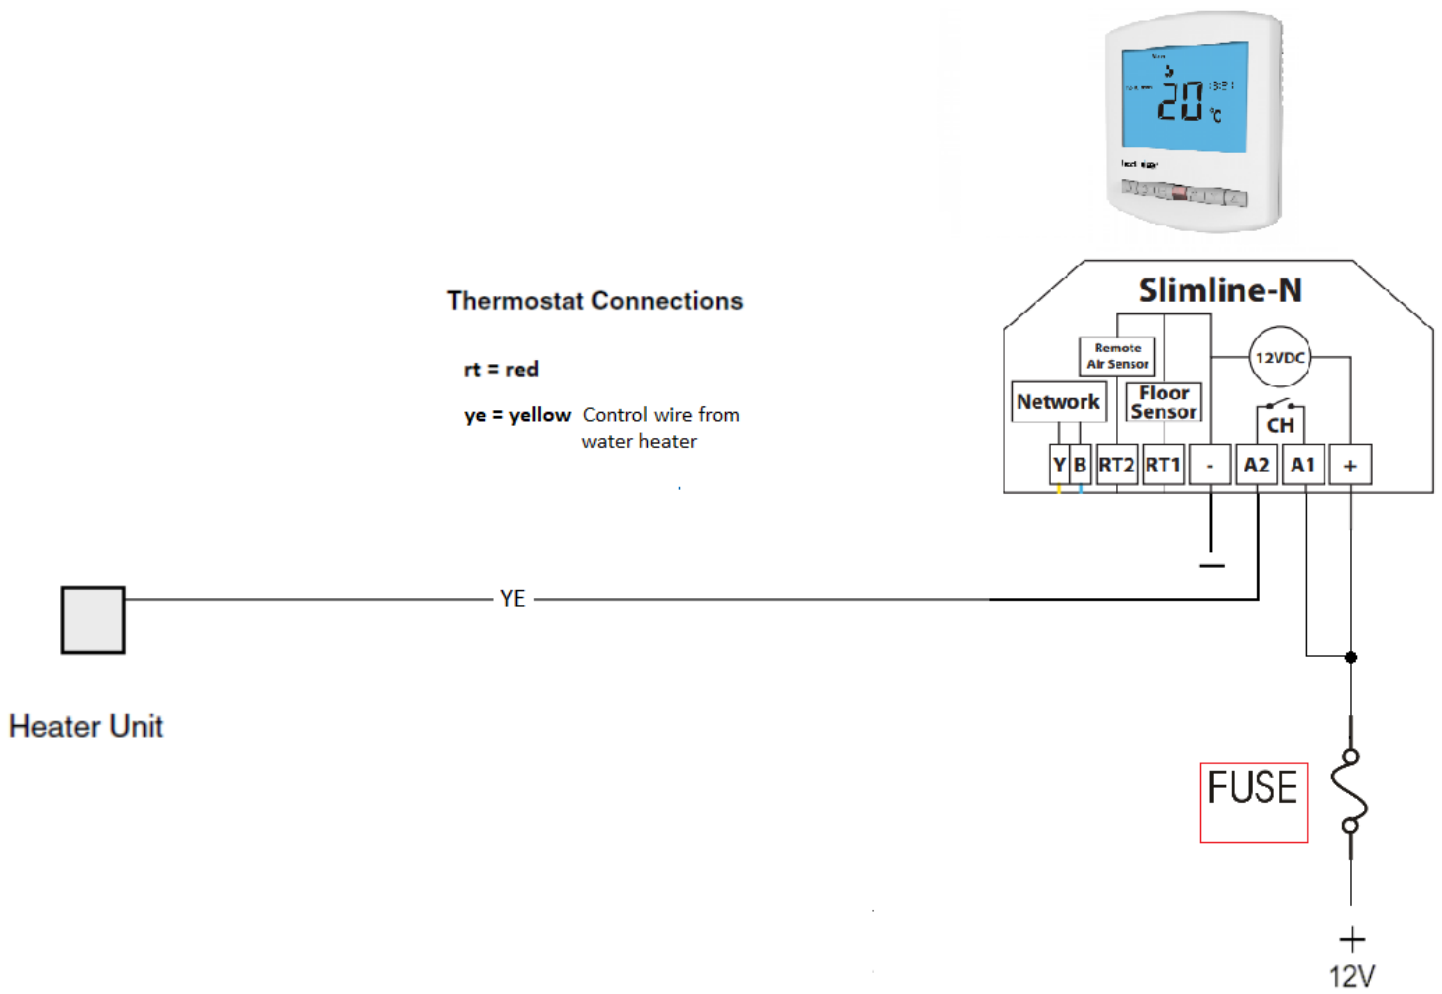 20 °C
Slimline-N
Thermostat Connections
Remote
Air Sensor
12VDC
rt = red
Network
Floor
Sensor
ye = yellow Control wire from
water heater
CH
Y B RT2 RT1 - A2 A1 +
YE
Heater Unit
FUSE
+
12V